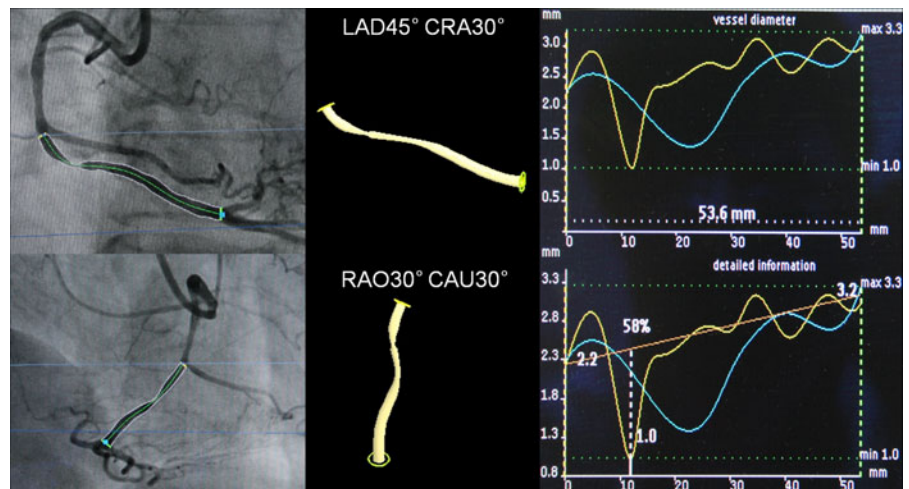 LAD45° CRA30°
mm
vessel diameter
max 3.3
3.0
2.5
2.0
1.5
1.0
min 1.0
0.5
53,6 mm
mm
0
10
20
30
40
50
RAO30° CAU30°
mm
detailed information
3.3
max 3.3
3.2
2.8
58%
2.3
2.2
1.8
1.3
1.0
min 1.0
0.8
mm
0
10
20
30
40
50